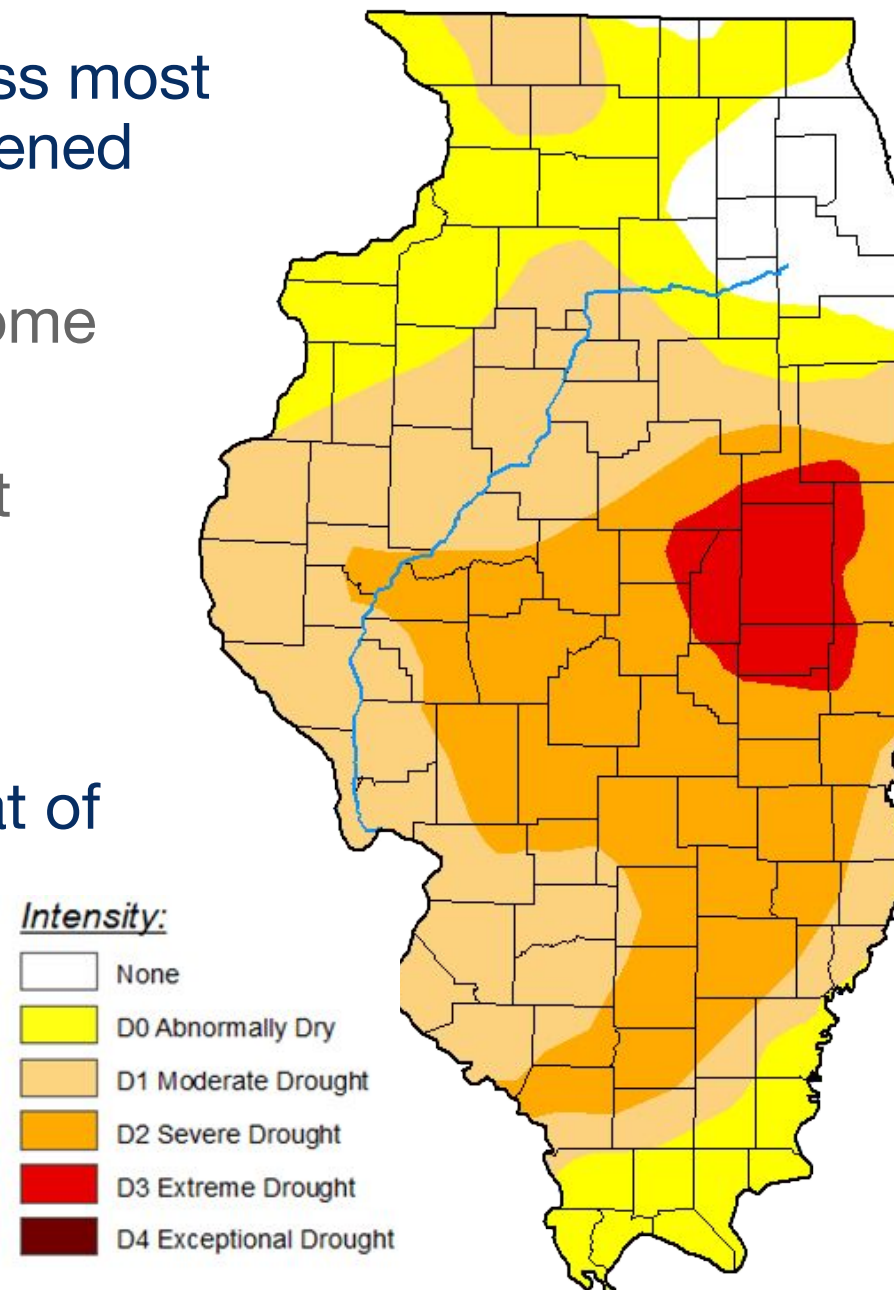 ss most
ened
ome
t
at of
Intensity:
None
D0 Abnormally Dry
D1 Moderate Drought
D2 Severe Drought
D3 Extreme Drought
D4 Exceptional Drought